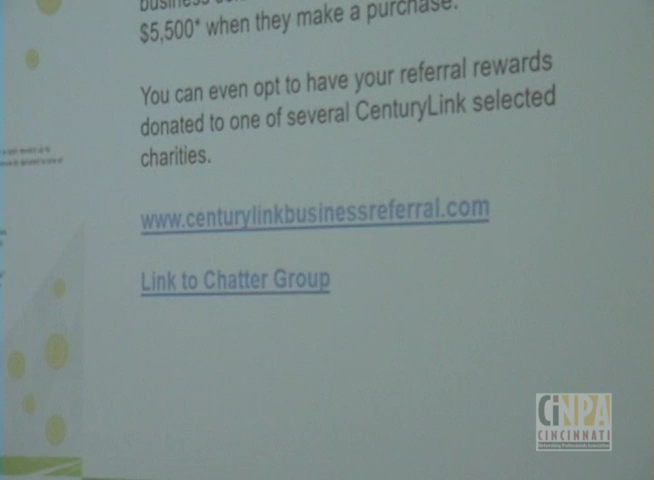 $5,500* when they make a purchase.
You can even opt to have your referral rewards
donated to one of several CenturyLink selected
charities.
www.centurylinkbusinessreferral.com
Link to Chatter Group
CiNPA
CINCINNATI